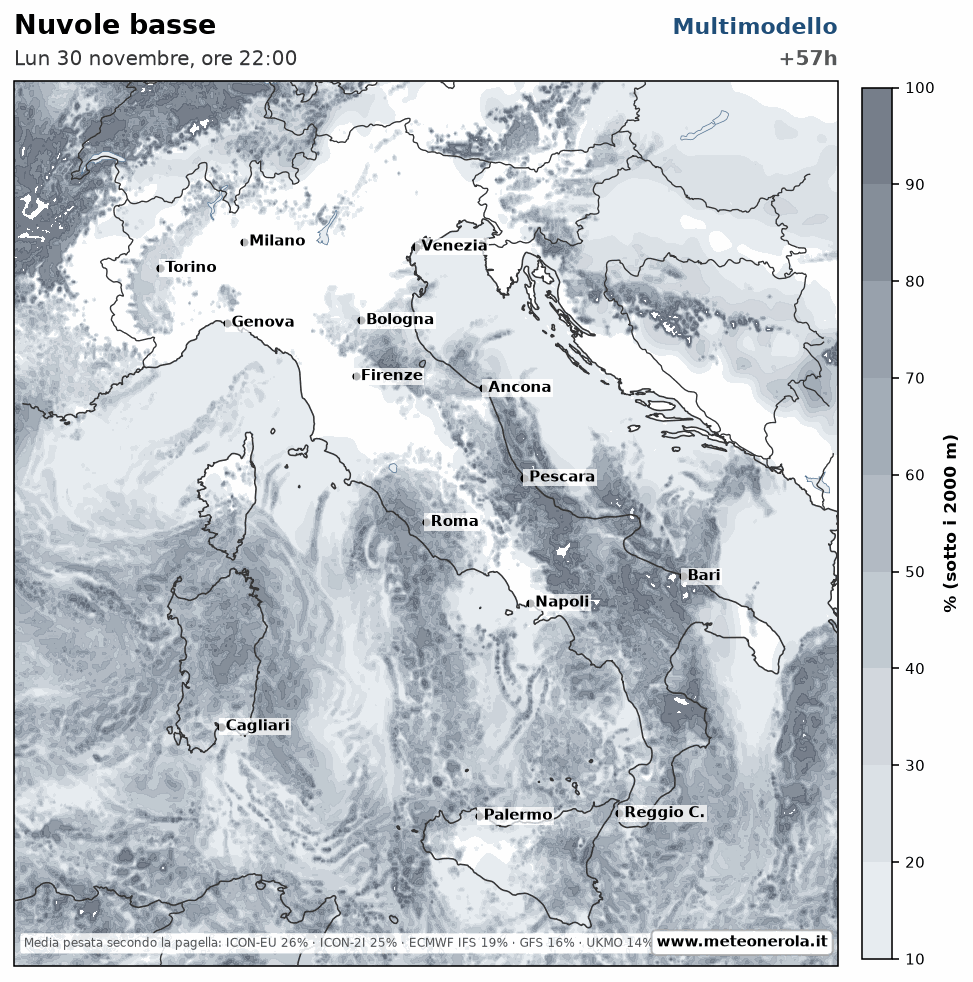 Nuvole basse
Multimodello
Lun 30 novembre, ore 22:00
+57h
Milano
Venezia
Torino
Genova
Bologna
Firenze
Ancona
Pescara
Roma
Bari
Napoli
Cagliari
Palermo
Reggio C.
100
90
80
70
60
50
40
30
20
10
% (sotto i 2000 m)
Media pesata secondo la pagella: ICON-EU 26% · ICON-2I 25% · ECMWF IFS 19% · GFS 16% · UKMO 14%
www.meteonerola.it